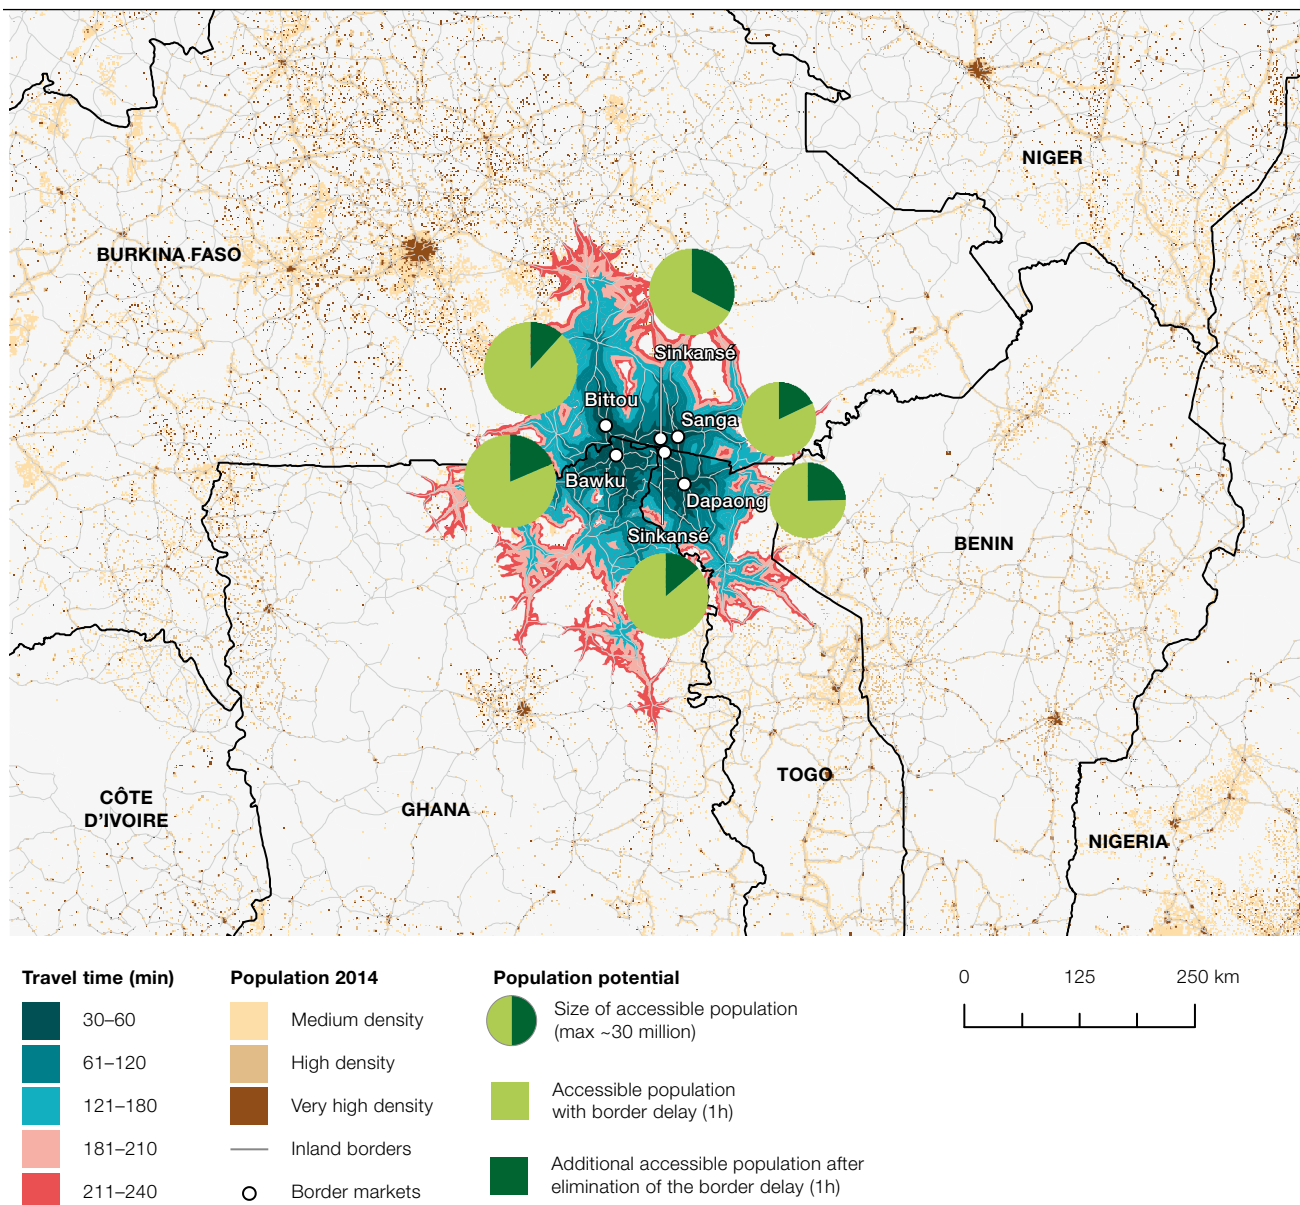 NIGER
BURKINA FASO
Sinkansé
Bittou
Sanga
Bawku
Dapaong
Sinkansé
BENIN
TOGO
CÔTE
D'IVOIRE
GHANA
NIGERIA
Travel time (min)
30–60
61–120
121–180
181–210
211–240
Population 2014
Medium density
High density
Very high density
Inland borders
Border markets
Population potential
Size of accessible population
(max ~30 million)
Accessible population
with border delay (1h)
Additional accessible population after
elimination of the border delay (1h)
0 125 250 km